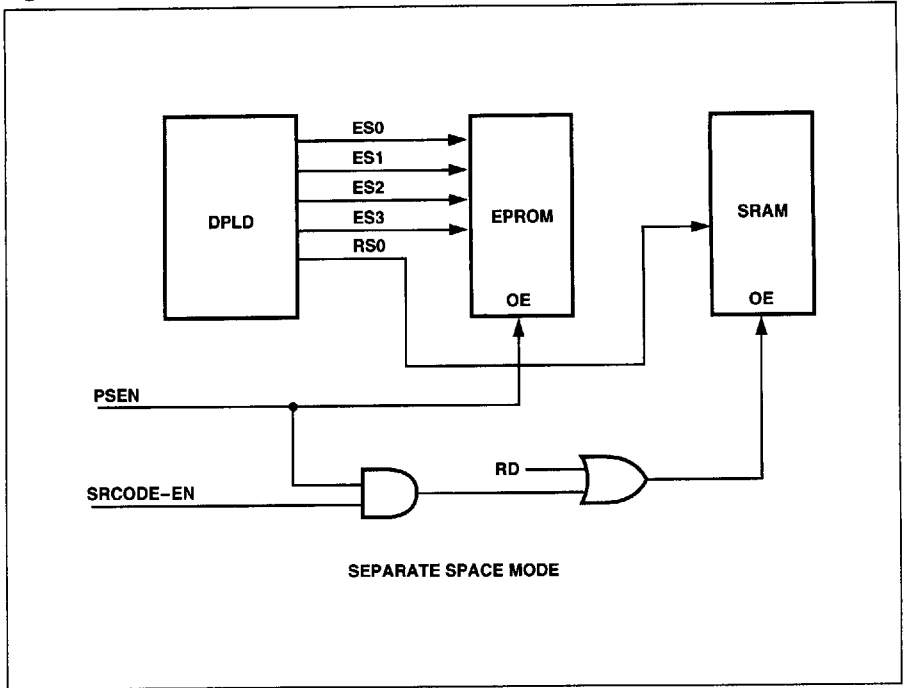 ES0
ES1
ES2
ES3
RS0
DPLD
EPROM
OE
SRAM
OE
PSEN
SRCODE–EN
RD
SEPARATE SPACE MODE